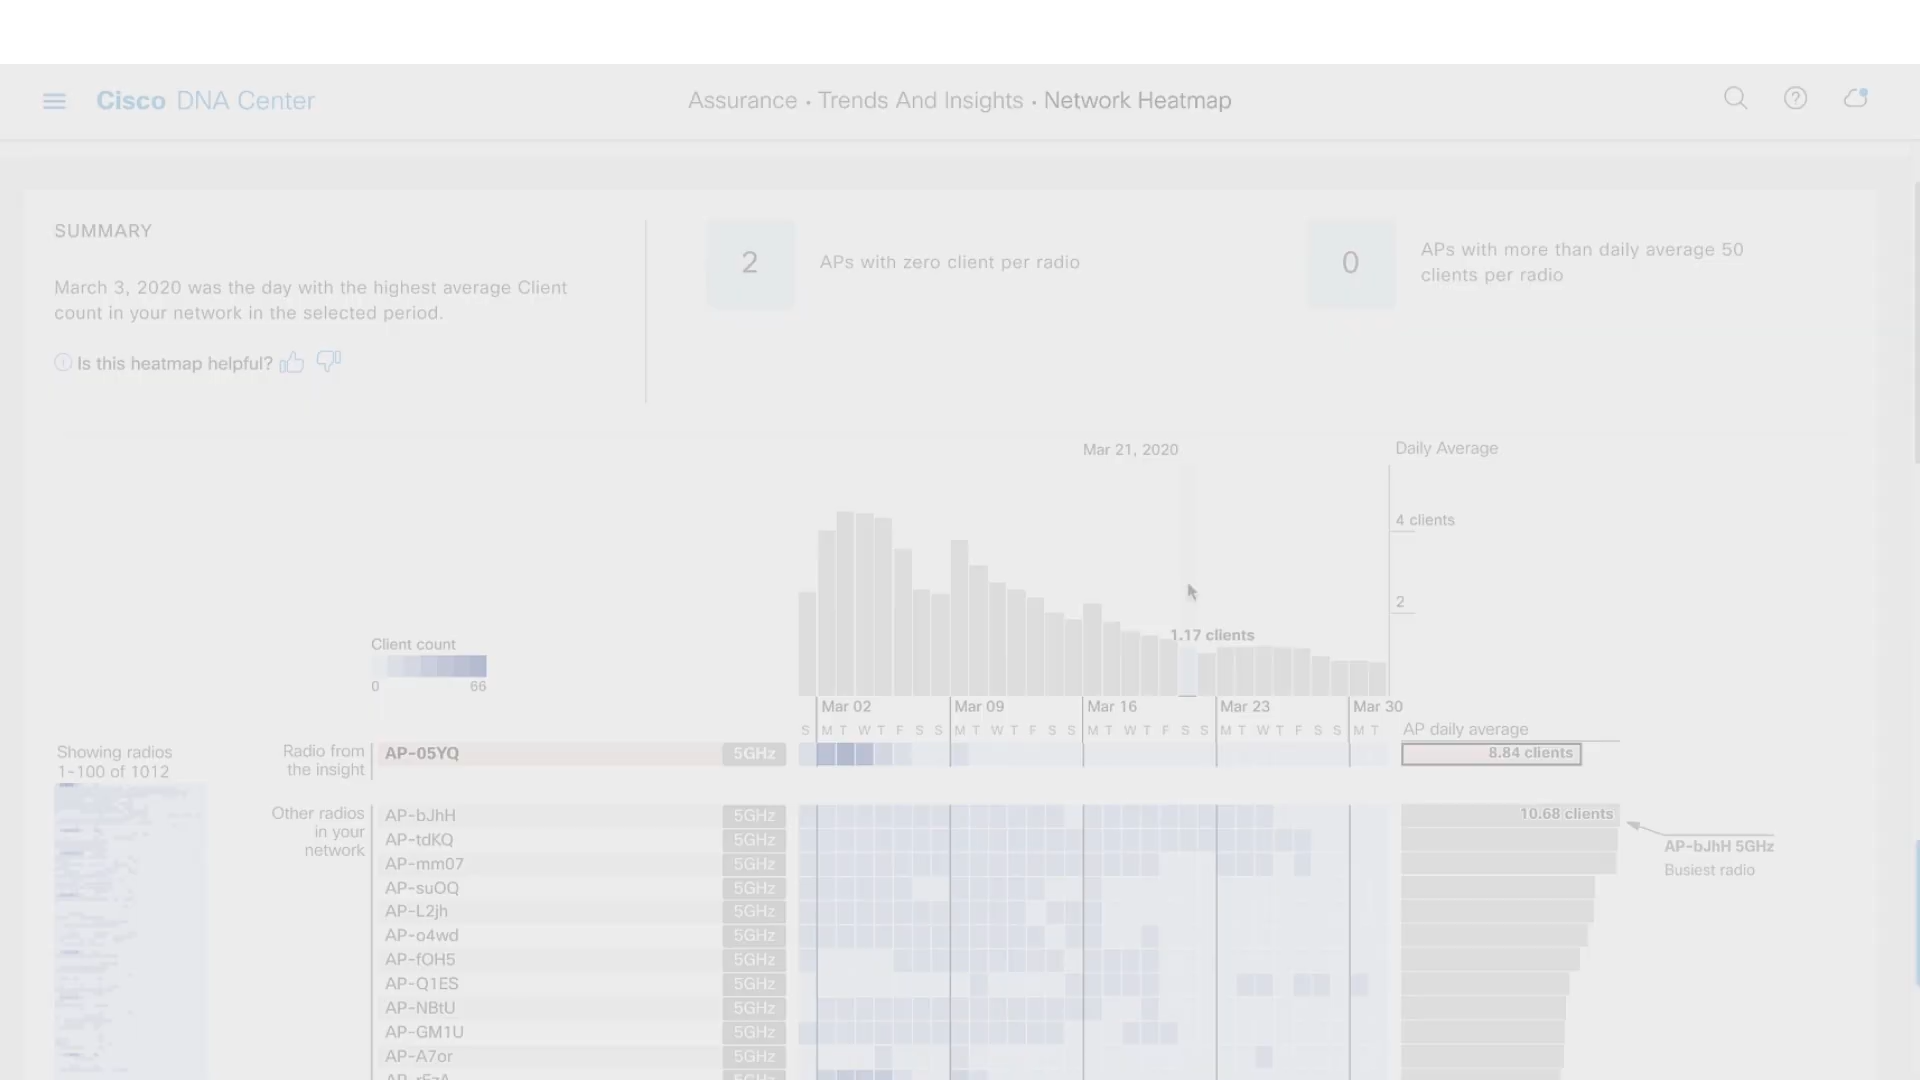 Cisco DNA Center
Assurance · Trends And Insights · Network Heatmap
SUMMARY
March 3, 2020 was the day with the highest average Client
count in your network in the selected period.
Is this heatmap helpful?
2
APs with zero client per radio
0
APs with more than daily average 50
clients per radio
Mar 21, 2020
Daily Average
4 clients
2
1.17 clients
Client count
0 66
Mar 02 Mar 09 Mar 16 Mar 23 Mar 30
S M T W T F S S M T W T F S S M T W T F S S M T W T F S S M T
AP daily average
Showing radios
1-100 of 1012
Radio from
the insight
AP-05YQ 5GHz 8.84 clients
Other radios
in your
network
AP-bJhH 5GHz 10.68 clients
AP-tdKQ 5GHz
AP-mm07 5GHz
AP-suOQ 5GHz
AP-L2jh 5GHz
AP-o4wd 5GHz
AP-fOH5 5GHz
AP-Q1ES 5GHz
AP-NBtU 5GHz
AP-GM1U 5GHz
AP-A7or 5GHz
5GHz
AP-bJhH 5GHz
Busiest radio